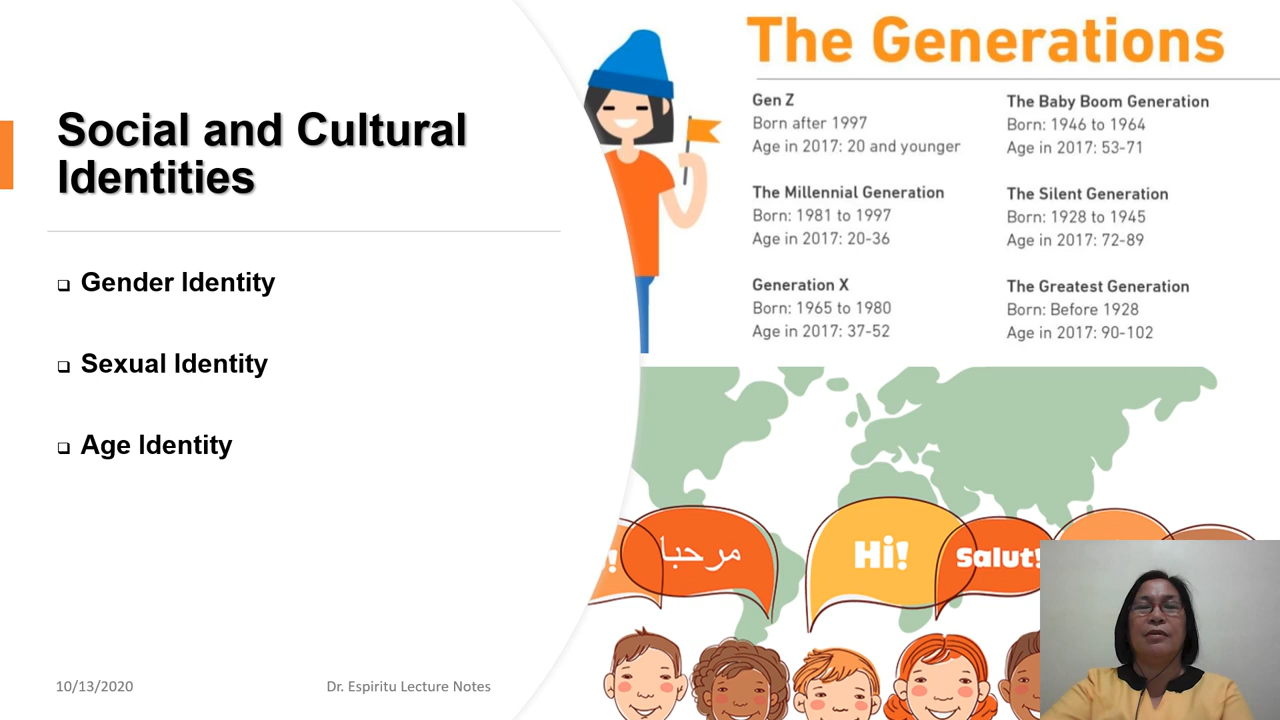 Social and Cultural
Identities
❑ Gender Identity
❑ Sexual Identity
❑ Age Identity
10/13/2020
Dr. Espiritu Lecture Notes
The Generations
Gen Z
Born after 1997
Age in 2017: 20 and younger
The Millennial Generation
Born: 1981 to 1997
Age in 2017: 20-36
Generation X
Born: 1965 to 1980
Age in 2017: 37-52
The Baby Boom Generation
Born: 1946 to 1964
Age in 2017: 53-71
The Silent Generation
Born: 1928 to 1945
Age in 2017: 72-89
The Greatest Generation
Born: Before 1928
Age in 2017: 90-102
مرحبا
Hi!
Salut!